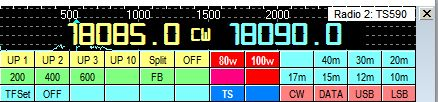 500 1000 1500 2000 Radio 2: TS590
18085.0 CW 18090.0
UP 1 UP 2 UP 3 UP 10 Split OFF 80w 100w 40m 30m 20m
200 400 600 FB 17m 15m 12m 10m
TFSet OFF TS CW DATA USB LSB